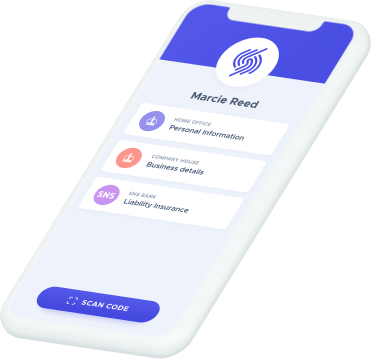 Marcie Reed
HOME OFFICE
Personal Information
COMPANY HOUSE
Business details
SNS
SNS BANK
Liability Insurance
SCAN CODE